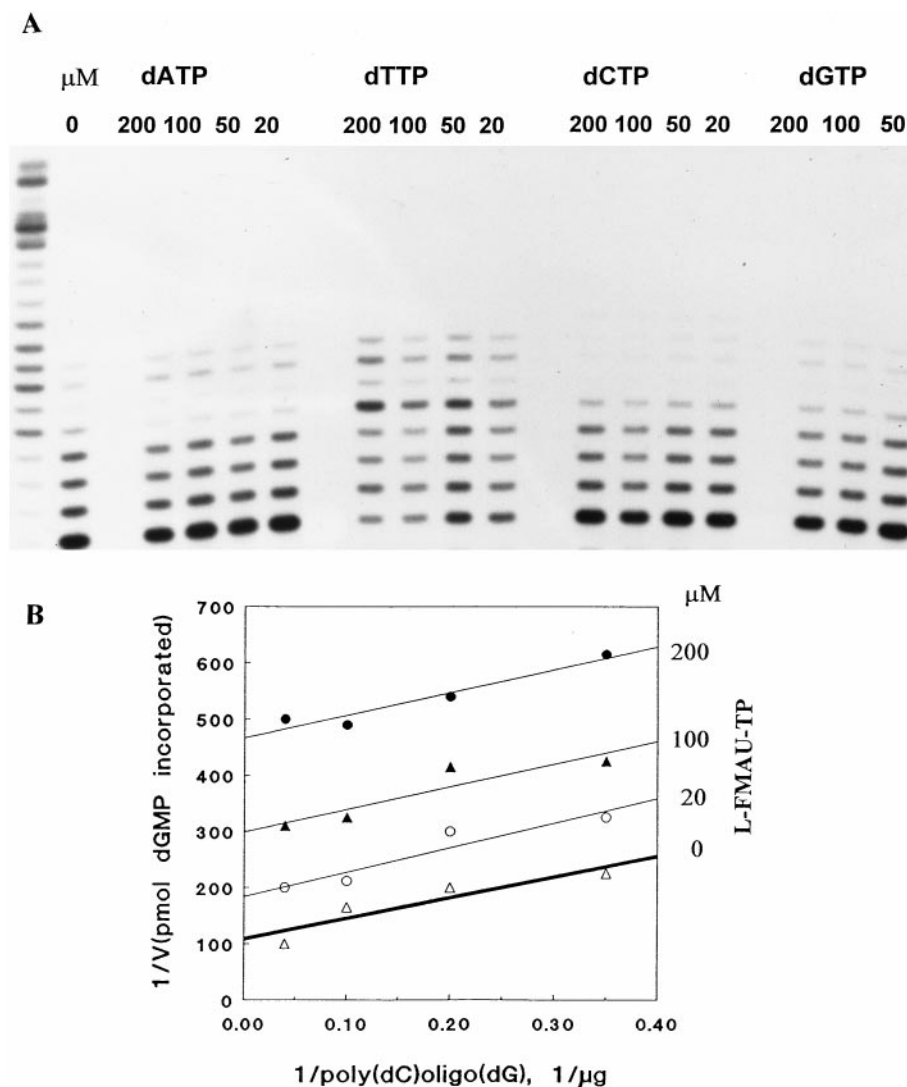 A
μM dATP dTTP dCTP dGTP
0 200 100 50 20 200 100 50 20 200 100 50 20 200 100 50
B
μM
700
600
500
400
300
200
100
0
1/V(pmol dGMP incorporated)
0.00 0.10 0.20 0.30 0.40
1/poly(dC)oligo(dG), 1/μg
200
100
20
0
L-FMAU-TP